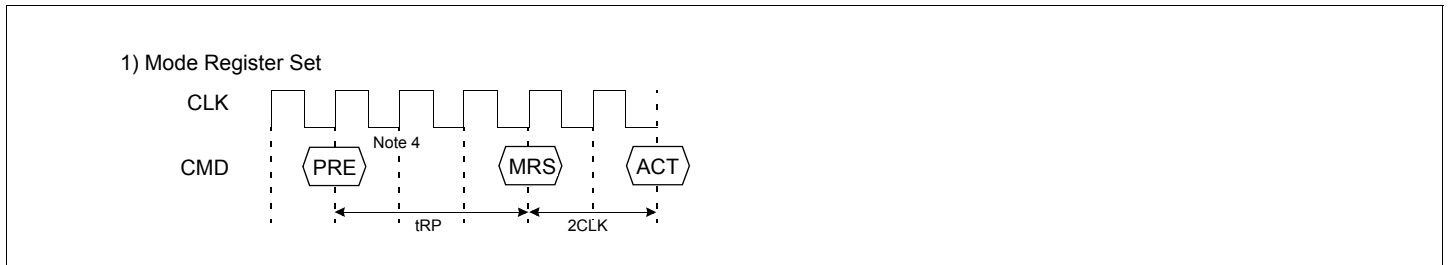 1) Mode Register Set
CLK
Note 4
CMD PRE MRS ACT
tRP 2CLK